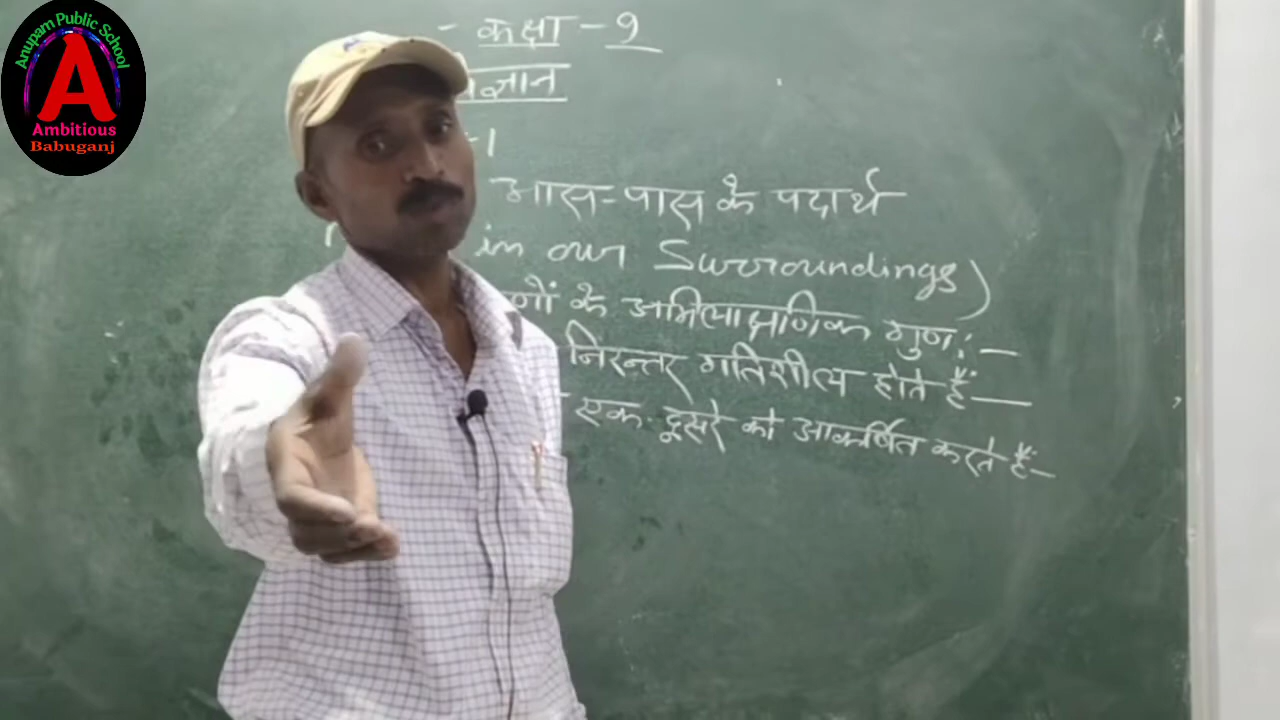 Anupam Public School
A
Ambitious
Babuganj
- कक्षा - 9
विज्ञान
-1
आस-पास के पदार्थ
in our Surroundings)
के अभिलाक्षणिक गुण:-
निरन्तर गतिशील होते हैं-
एक दूसरे को आकर्षित करते हैं-